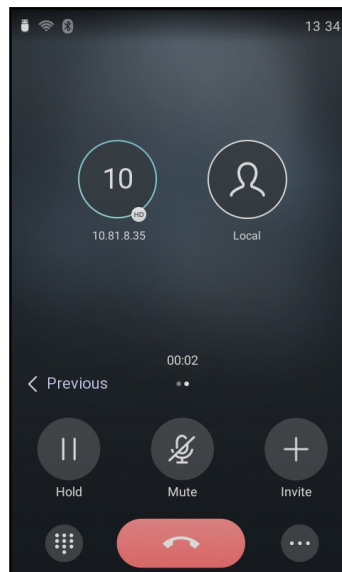 13 34
10
HD
10.81.8.35
Local
00:02
Previous
Hold
Mute
Invite